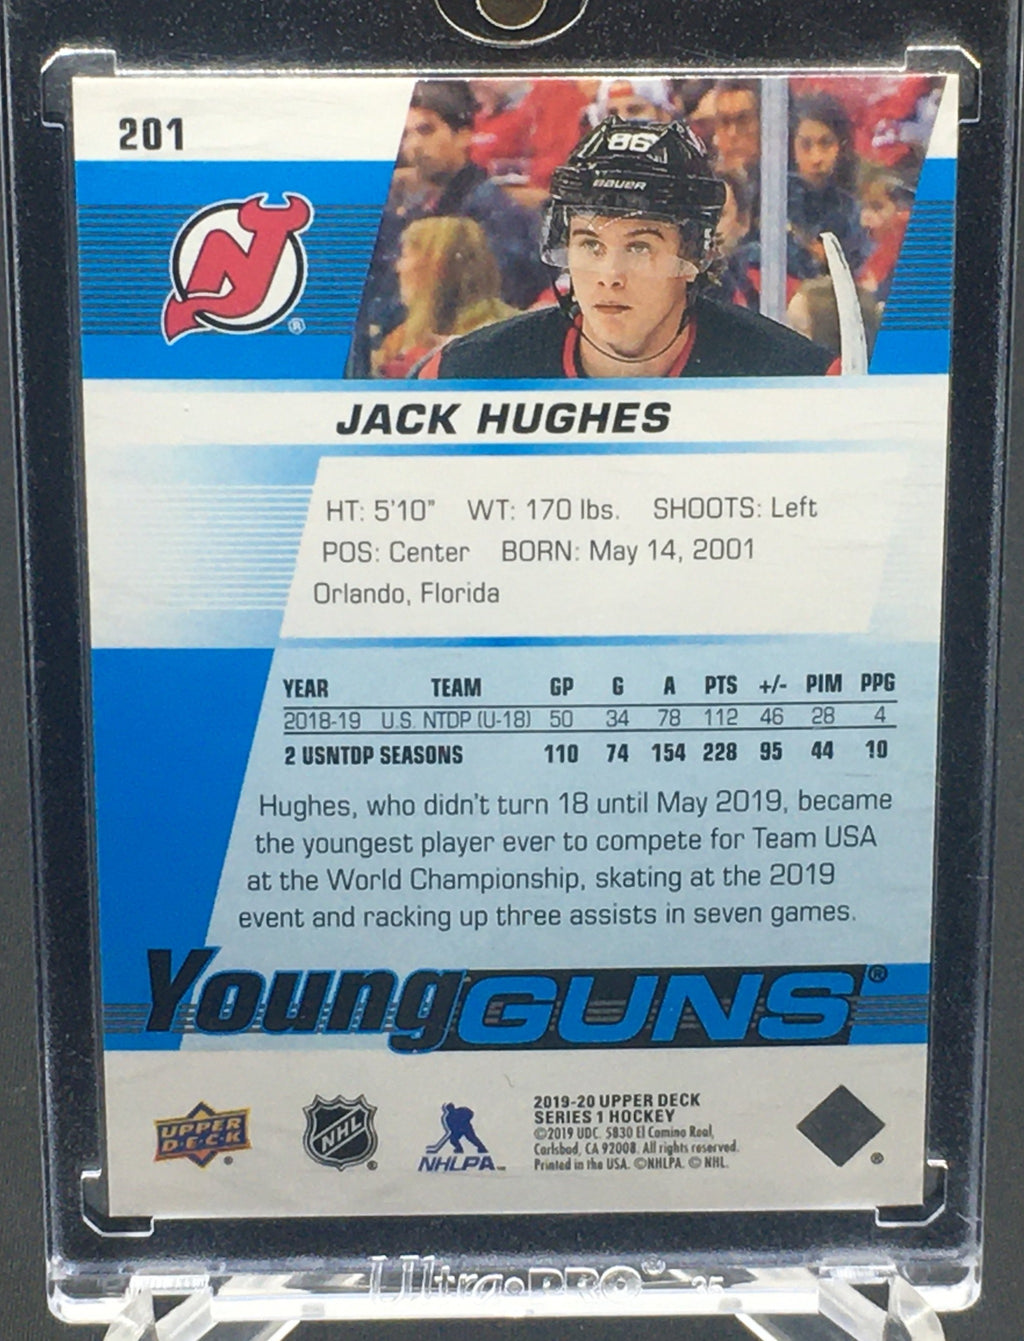 201
86
BAUER
NJ
®
JACK HUGHES
HT: 5'10" WT: 170 lbs. SHOOTS: Left
POS: Center BORN: May 14, 2001
Orlando, Florida
YEAR TEAM GP G A PTS +/- PIM PPG
2018-19 U.S. NTDP (U-18) 50 34 78 112 46 28 4
2 USNTDP SEASONS 110 74 154 228 95 44 10
Hughes, who didn't turn 18 until May 2019, became
the youngest player ever to compete for Team USA
at the World Championship, skating at the 2019
event and racking up three assists in seven games.
Young GUNS®
UPPER
D·E·C·K
®
NHL
®
NHLPA™
2019-20 UPPER DECK
SERIES 1 HOCKEY
©2019 UDC. 5830 El Camino Real,
Carlsbad, CA 92008. All rights reserved.
Printed in the USA. ©NHLPA. © NHL.
®
Ultra·PRO® 35